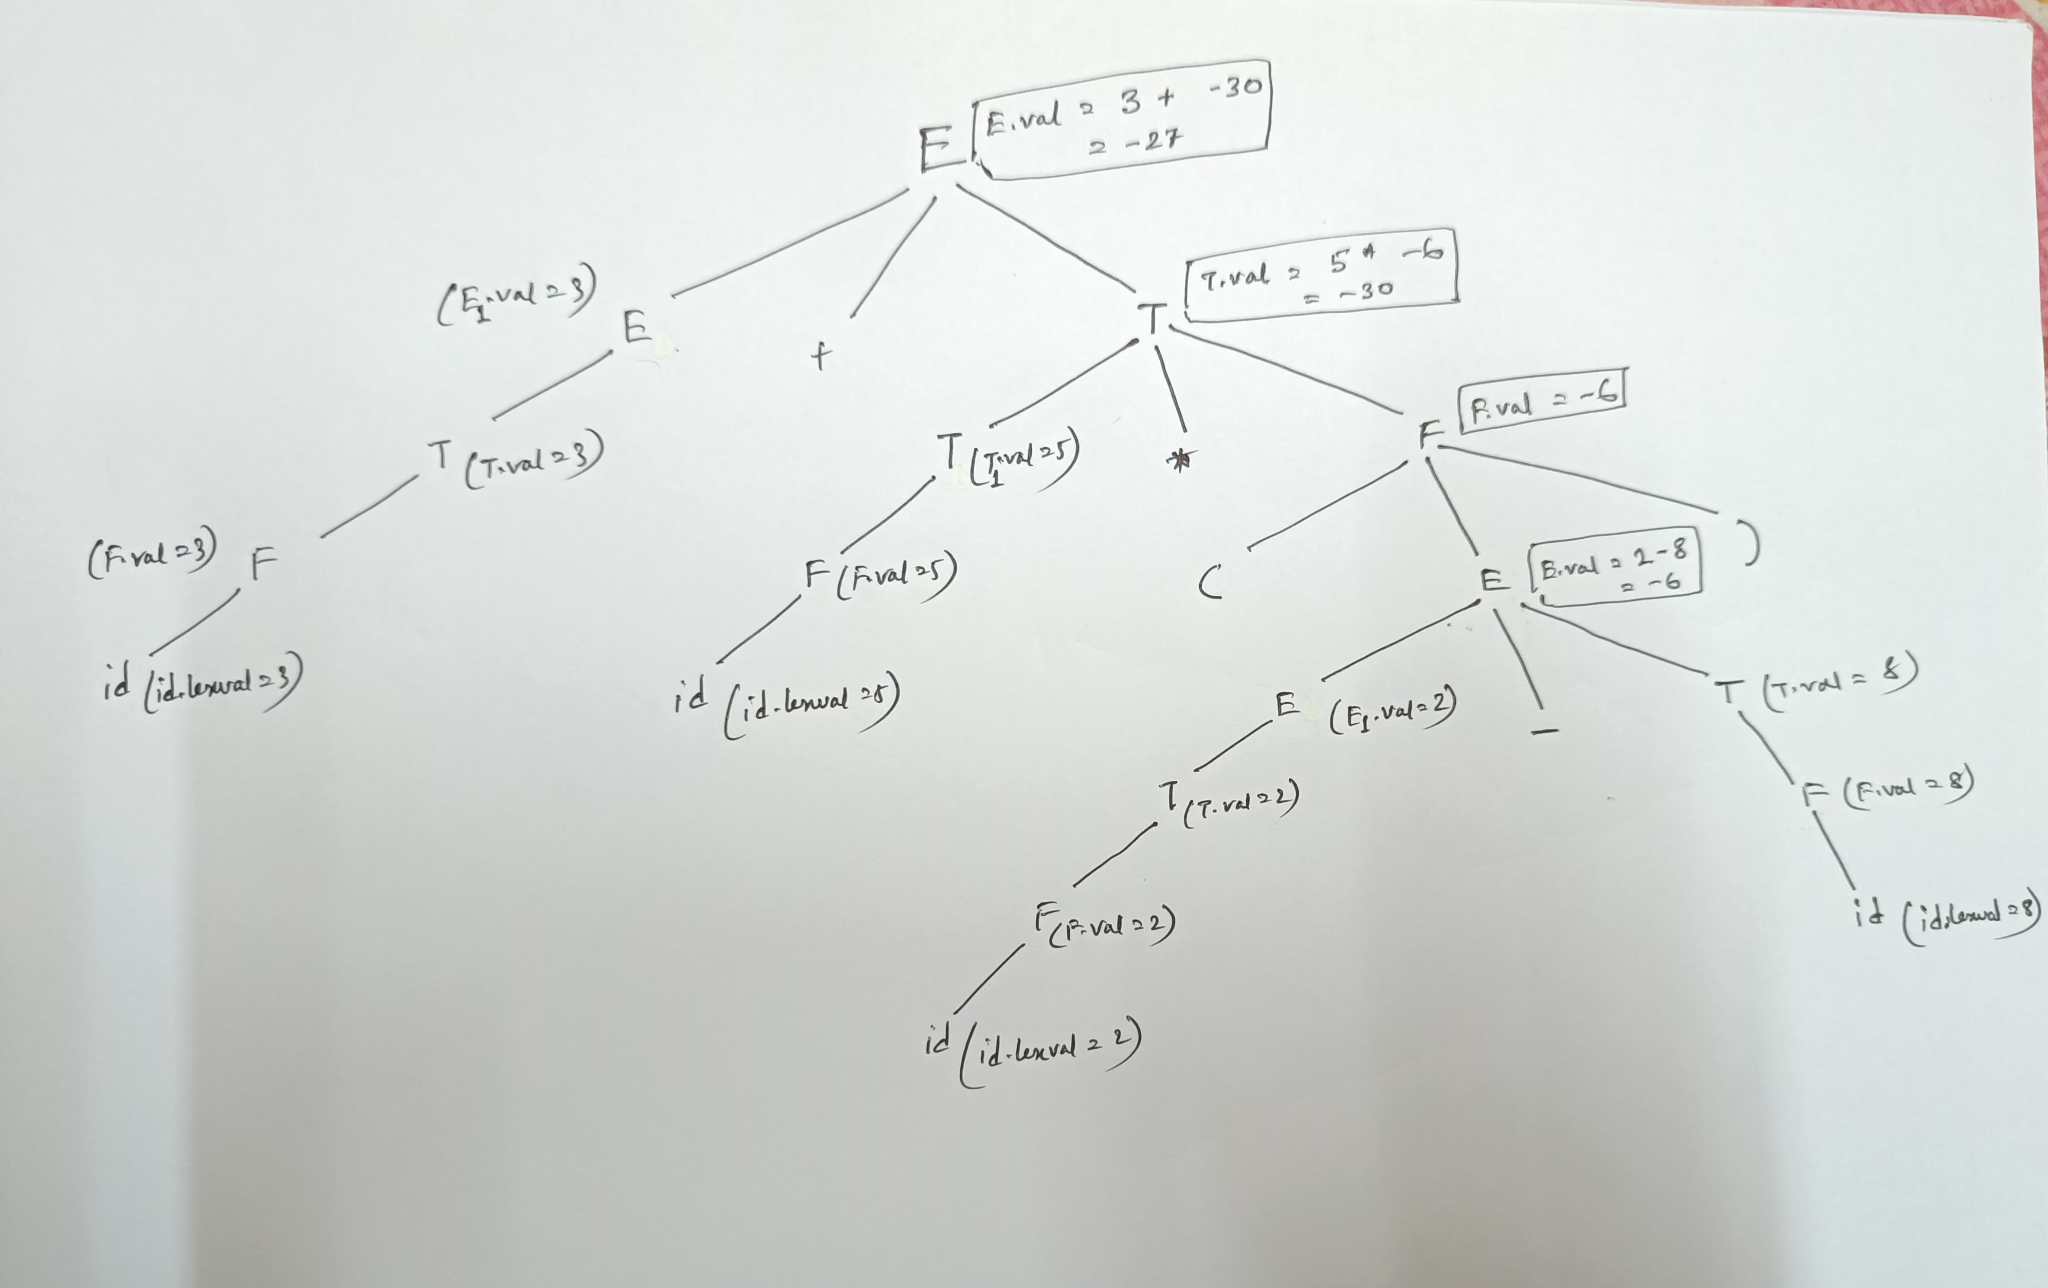 E
E.val = 3 + -30
= -27
(E1.val = 3)
E
+
T
T.val = 5 * -6
= -30
T (T.val = 3)
T (T1.val = 5)
*
F
F.val = -6
(F.val = 3)
F
F (F.val = 5)
(
E
E.val = 2-8
= -6
)
id (id.lexval = 3)
id (id.lexval = 5)
E (E1.val = 2)
-
T (T.val = 8)
T (T.val = 2)
F (F.val = 8)
F (F.val = 2)
id (id.lexval = 8)
id (id.lexval = 2)